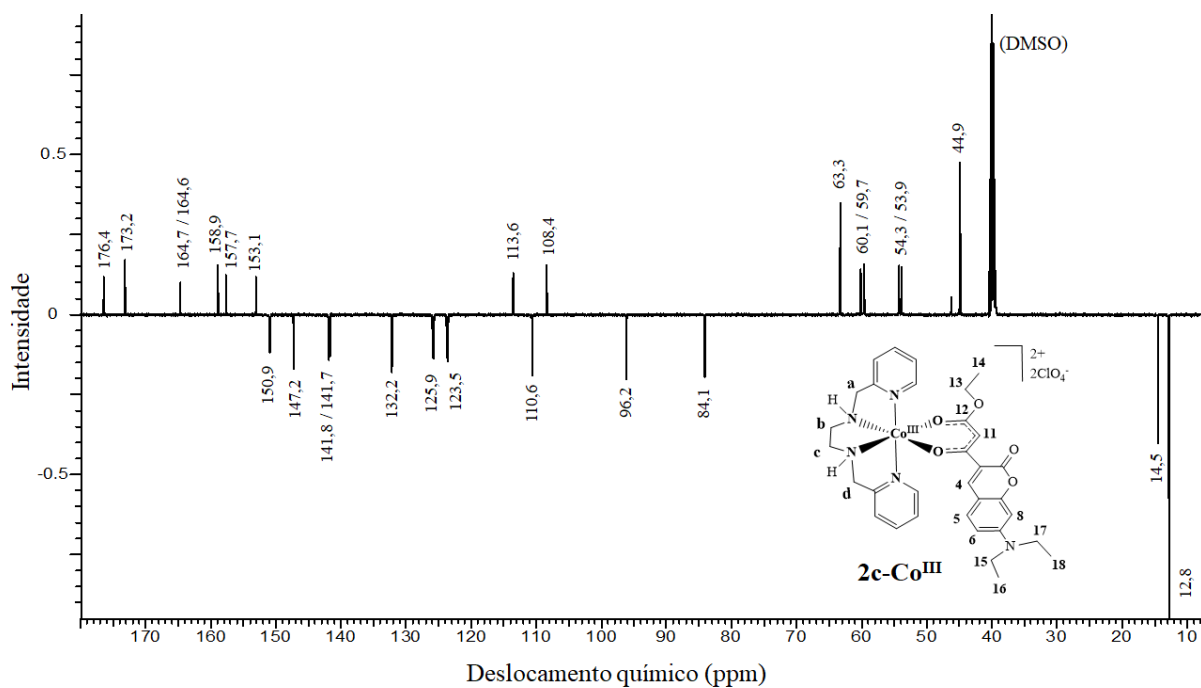 (DMSO)
Intensidade
0.5
0
-0.5
176,4
173,2
164,7 / 164,6
158,9
157,7
153,1
150,9
147,2
141,8 / 141,7
132,2
125,9
123,5
113,6
110,6
108,4
96,2
84,1
63,3
60,1 / 59,7
54,3 / 53,9
44,9
14,5
12,8
2+
2ClO₄⁻
14
13
O
12
a
N
H
N
b
Coᴵᴵᴵ
O
11
c
N
O
O
H
N
d
4
O
5
8
6
N
17
15
18
16
2c-Coᴵᴵᴵ
170 160 150 140 130 120 110 100 90 80 70 60 50 40 30 20 10
Deslocamento químico (ppm)